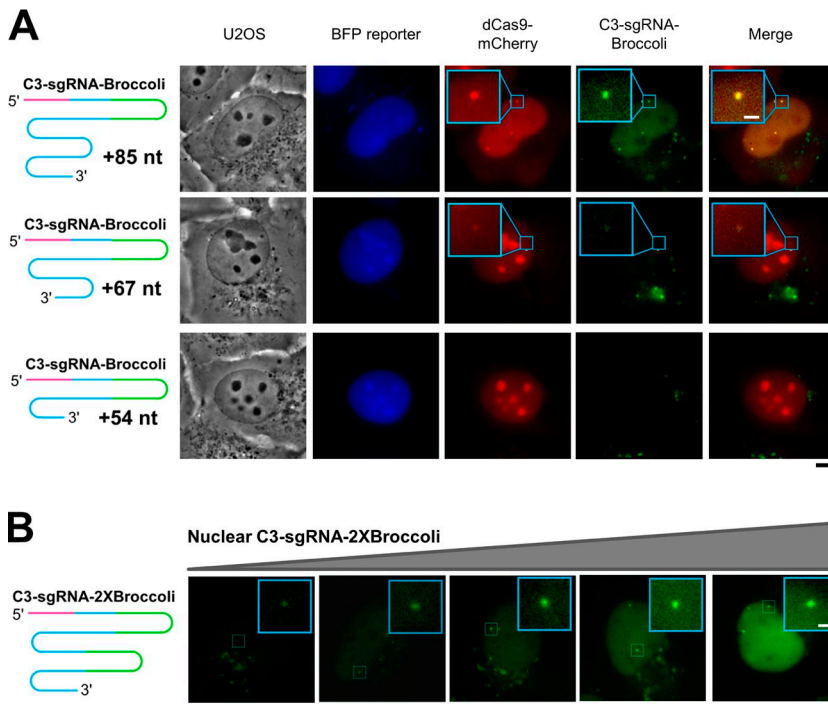 A
U2OS
BFP reporter
dCas9-
mCherry
C3-sgRNA-
Broccoli
Merge
C3-sgRNA-Broccoli
5'
+85 nt
3'
C3-sgRNA-Broccoli
5'
3'
+67 nt
C3-sgRNA-Broccoli
5'
3'
+54 nt
B
Nuclear C3-sgRNA-2XBroccoli
C3-sgRNA-2XBroccoli
5'
3'